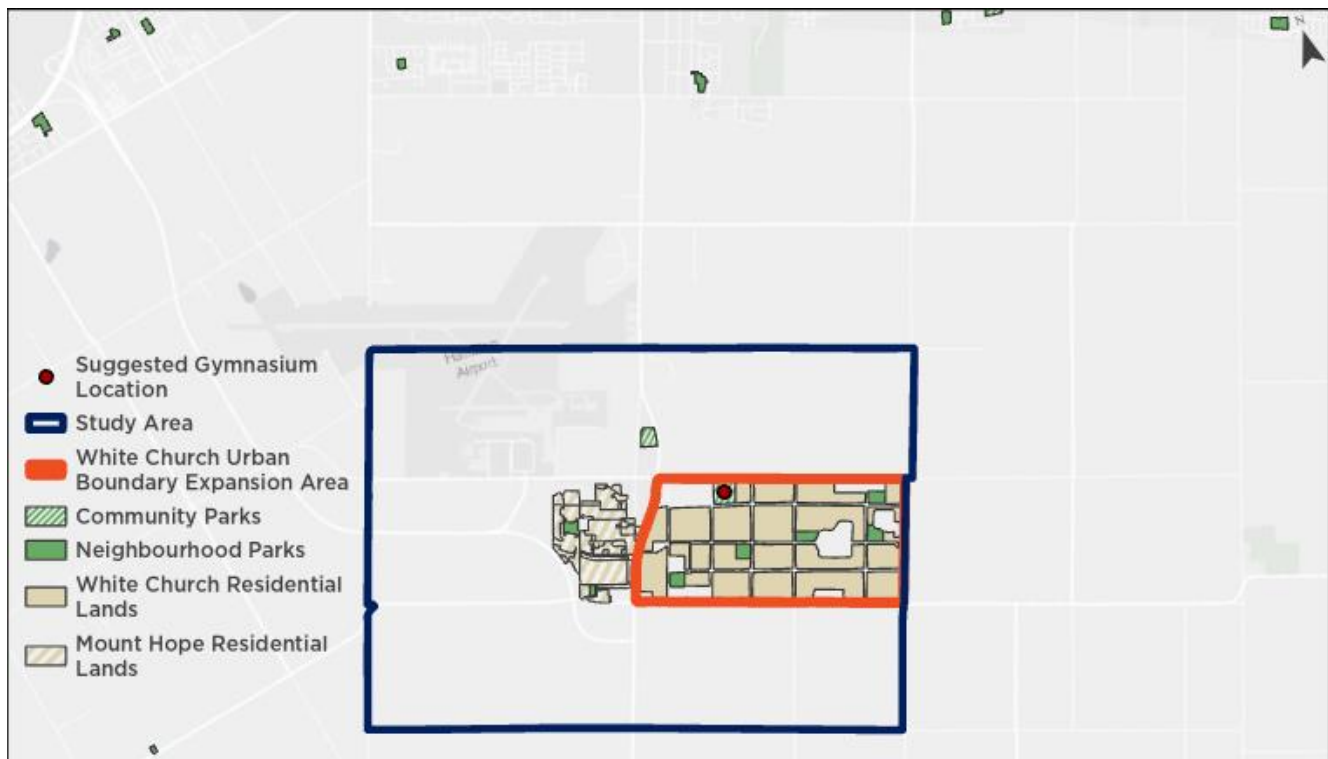 N
Airport
Suggested Gymnasium
Location
Study Area
White Church Urban
Boundary Expansion Area
Community Parks
Neighbourhood Parks
White Church Residential
Lands
Mount Hope Residential
Lands